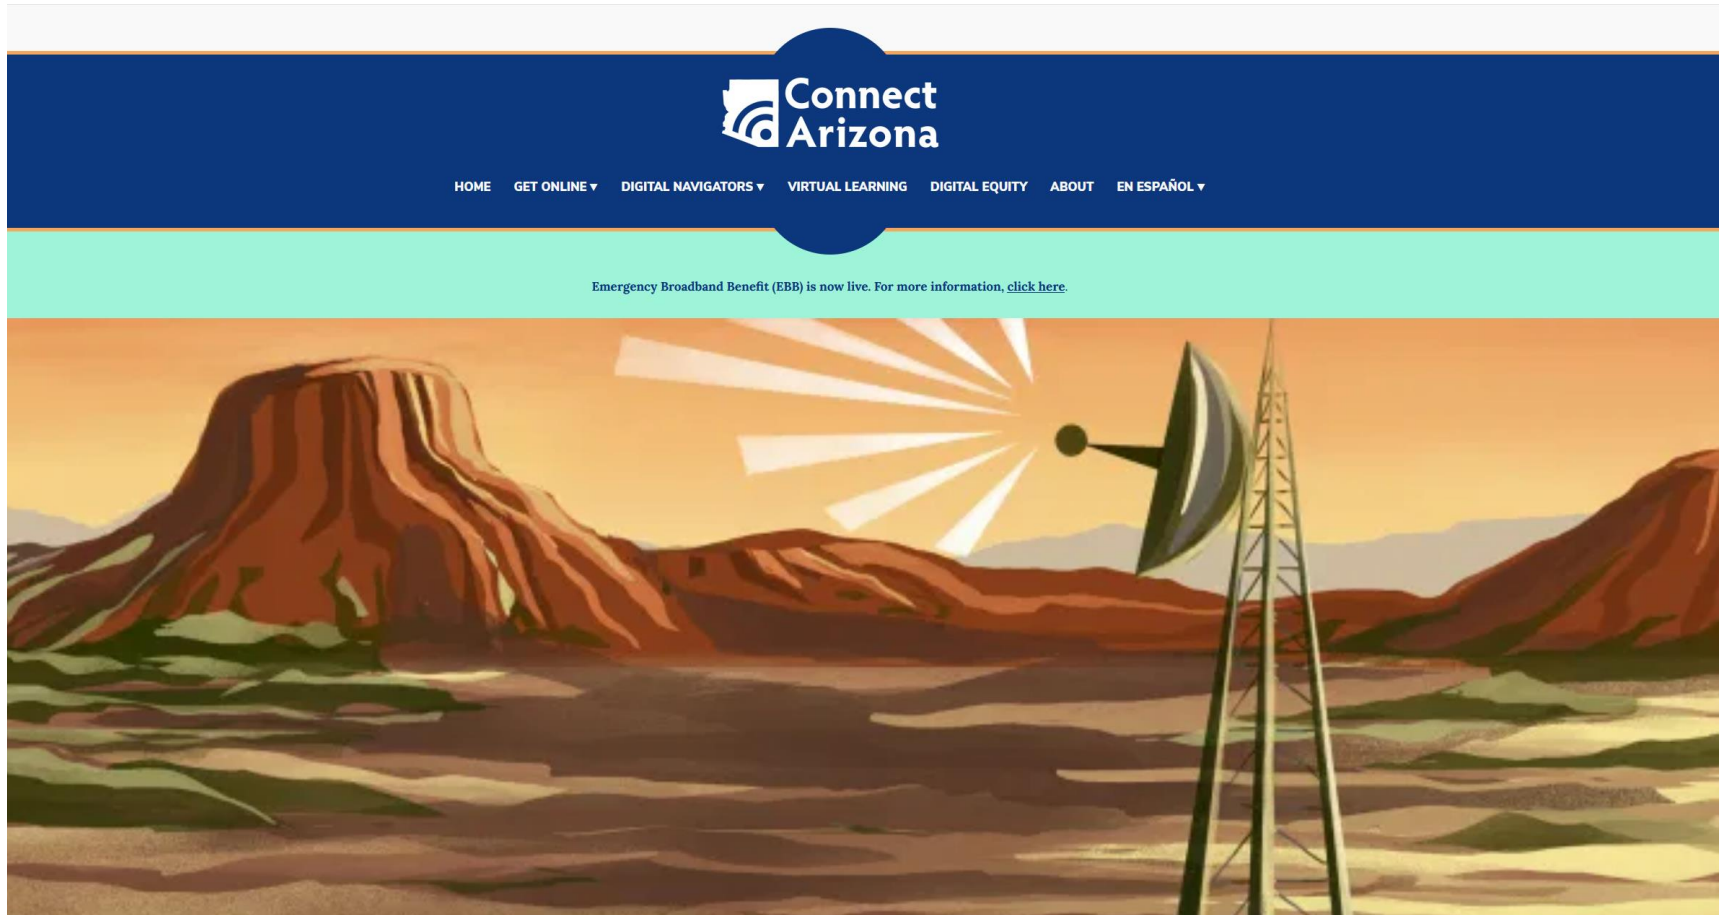 Connect
Arizona
HOME GET ONLINE ▾ DIGITAL NAVIGATORS ▾ VIRTUAL LEARNING DIGITAL EQUITY ABOUT EN ESPAÑOL ▾
Emergency Broadband Benefit (EBB) is now live. For more information, click here.